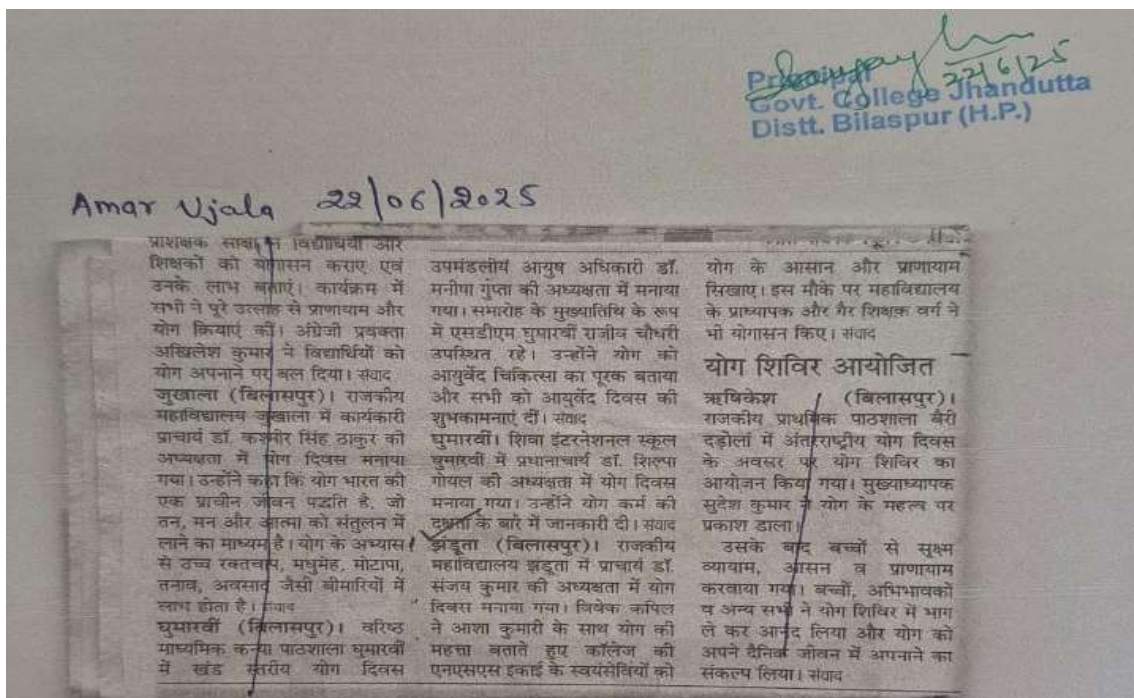 Principal
22/6/25
Govt. College Jhandutta
Distt. Bilaspur (H.P.)
Amar Ujala 22/06/2025
विद्यार्थियों और
शिक्षकों को योगासन कराए एवं
उनके लाभ बताएं। कार्यक्रम में
सभी ने पूरे उत्साह से प्राणायाम और
योग क्रियाएं कीं। अंग्रेजी प्रवक्ता
अखिलेश कुमार ने विद्यार्थियों को
योग अपनाने पर बल दिया। संवाद
जुखाला (बिलासपुर)। राजकीय
महाविद्यालय जुखाला में कार्यकारी
प्राचार्य डॉ. कश्मीर सिंह ठाकुर की
अध्यक्षता में योग दिवस मनाया
गया। उन्होंने कहा कि योग भारत की
एक प्राचीन जीवन पद्धति है, जो
तन, मन और आत्मा को संतुलन में
लाने का माध्यम है। योग के अभ्यास
से उच्च रक्तचाप, मधुमेह, मोटापा,
तनाव, अवसाद जैसी बीमारियों में
लाभ होता है। संवाद
घुमारवीं (बिलासपुर)। वरिष्ठ
माध्यमिक कन्या पाठशाला घुमारवीं
में खंड स्तरीय योग दिवस
उपमंडलीय आयुष अधिकारी डॉ.
मनीषा गुप्ता की अध्यक्षता में मनाया
गया। समारोह के मुख्यातिथि के रूप
में एसडीएम घुमारवीं राजीव चौधरी
उपस्थित रहे। उन्होंने योग को
आयुर्वेद चिकित्सा का पूरक बताया
और सभी को आयुर्वेद दिवस की
शुभकामनाएं दीं। संवाद
घुमारवीं। शिवा इंटरनेशनल स्कूल
घुमारवीं में प्रधानाचार्य डॉ. शिल्पा
गोयल की अध्यक्षता में योग दिवस
मनाया गया। उन्होंने योग कर्म की
दक्षता के बारे में जानकारी दी। संवाद
झंडूता (बिलासपुर)। राजकीय
महाविद्यालय झंडूता में प्राचार्य डॉ.
संजय कुमार की अध्यक्षता में योग
दिवस मनाया गया। विवेक कपिल
ने आशा कुमारी के साथ योग की
महत्ता बताते हुए कॉलेज की
एनएसएस इकाई के स्वयंसेवियों को
योग के आसान और प्राणायाम
सिखाए। इस मौके पर महाविद्यालय
के प्राध्यापक और गैर शिक्षक वर्ग ने
भी योगासन किए। संवाद
योग शिविर आयोजित
ऋषिकेश (बिलासपुर)।
राजकीय प्राथमिक पाठशाला बैरी
दड़ोलां में अंतरराष्ट्रीय योग दिवस
के अवसर पर योग शिविर का
आयोजन किया गया। मुख्याध्यापक
सुदेश कुमार ने योग के महत्व पर
प्रकाश डाला।
उसके बाद बच्चों से सूक्ष्म
व्यायाम, आसन व प्राणायाम
करवाया गया। बच्चों, अभिभावकों
व अन्य सभी ने योग शिविर में भाग
ले कर आनंद लिया और योग को
अपने दैनिक जीवन में अपनाने का
संकल्प लिया। संवाद